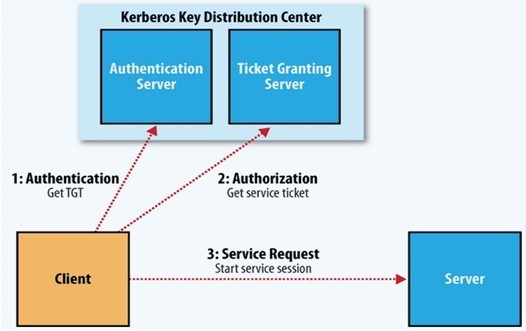 Kerberos Key Distribution Center
Authentication
Server
Ticket Granting
Server
1: Authentication
Get TGT
2: Authorization
Get service ticket
3: Service Request
Start service session
Client
Server